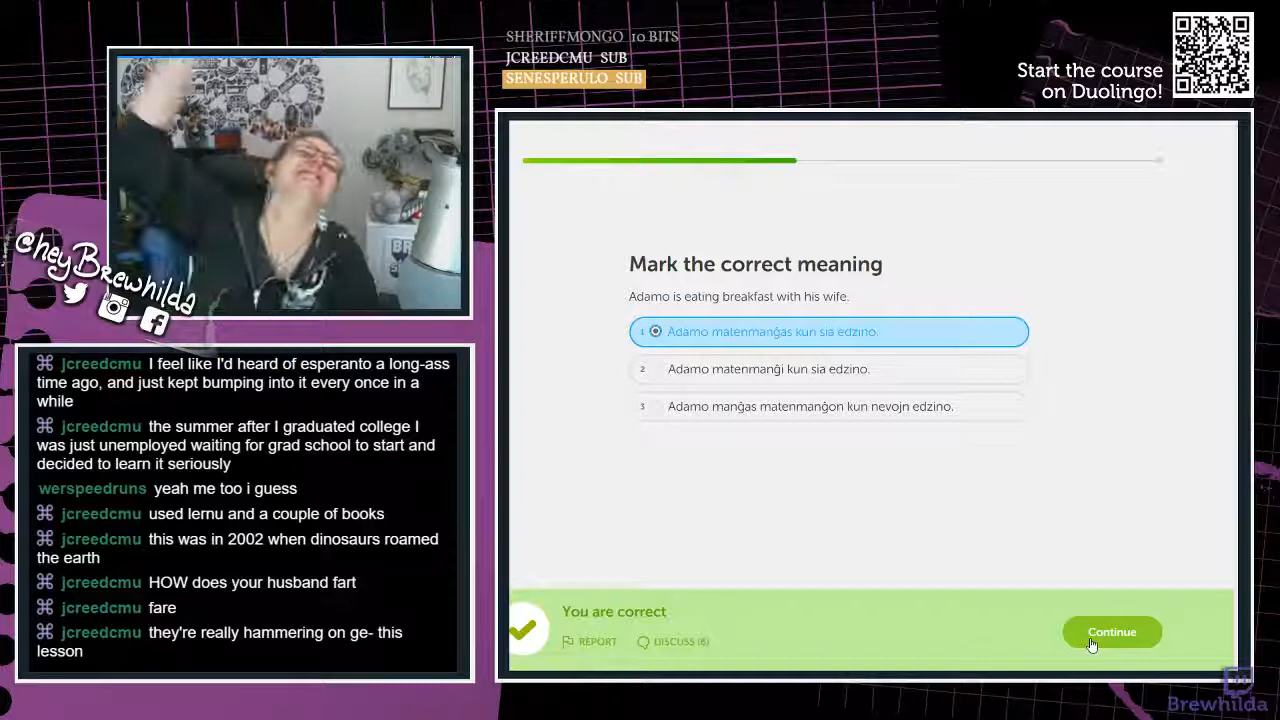 SHERIFFMONGO 10 BITS
JCREEDCMU SUB
SENESPERULO SUB
Start the course
on Duolingo!
@heyBrewhilda
Mark the correct meaning
Adamo is eating breakfast with his wife.
1 Adamo matenmanĝas kun sia edzino.
2 Adamo matenmanĝi kun sia edzino.
3 Adamo manĝas matenmanĝon kun nevojn edzino.
You are correct
REPORT DISCUSS (6)
Continue
jcreedcmu I feel like I'd heard of esperanto a long-ass
time ago, and just kept bumping into it every once in a
while
jcreedcmu the summer after I graduated college I
was just unemployed waiting for grad school to start and
decided to learn it seriously
werspeedruns yeah me too i guess
jcreedcmu used lernu and a couple of books
jcreedcmu this was in 2002 when dinosaurs roamed
the earth
jcreedcmu HOW does your husband fart
jcreedcmu fare
jcreedcmu they're really hammering on ge- this
lesson
Brewhilda